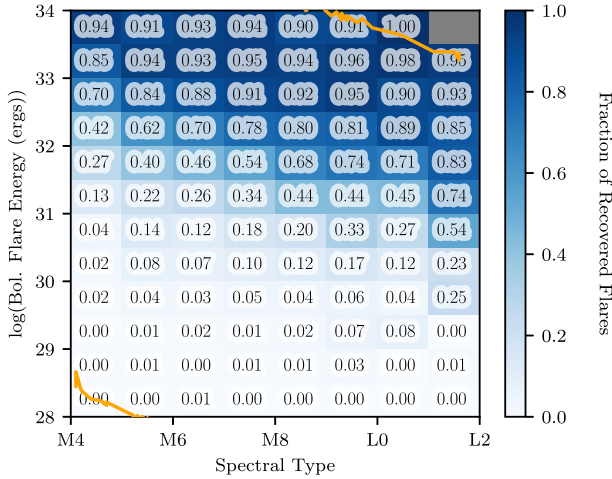 34
0.94 0.91 0.93 0.94 0.90 0.91 1.00
0.85 0.94 0.93 0.95 0.94 0.96 0.98 0.95
33
0.70 0.84 0.88 0.91 0.92 0.95 0.90 0.93
0.42 0.62 0.70 0.78 0.80 0.81 0.89 0.85
32
0.27 0.40 0.46 0.54 0.68 0.74 0.71 0.83
0.13 0.22 0.26 0.34 0.44 0.44 0.45 0.74
31
0.04 0.14 0.12 0.18 0.20 0.33 0.27 0.54
0.02 0.08 0.07 0.10 0.12 0.17 0.12 0.23
30
0.02 0.04 0.03 0.05 0.04 0.06 0.04 0.25
0.00 0.01 0.02 0.01 0.02 0.07 0.08 0.00
29
0.00 0.01 0.00 0.01 0.01 0.03 0.00 0.01
0.00 0.00 0.01 0.00 0.00 0.00 0.00 0.00
28
M4 M6 M8 L0 L2
Spectral Type
log(Bol. Flare Energy (ergs))
1.0
0.8
0.6
0.4
0.2
0.0
Fraction of Recovered Flares